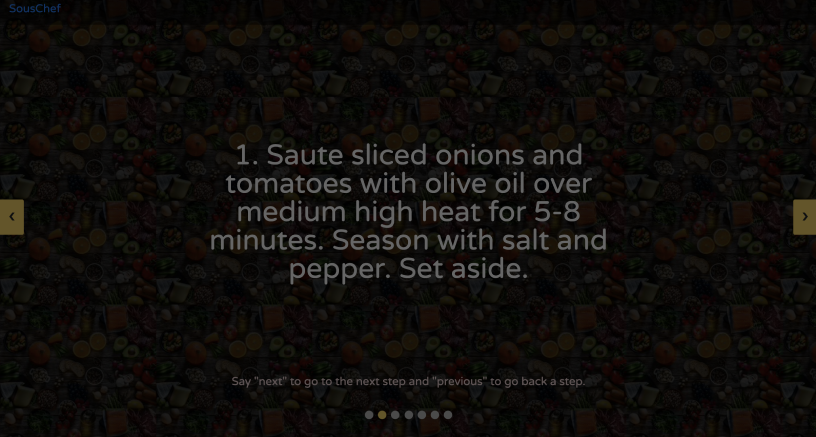 SousChef
1. Saute sliced onions and
tomatoes with olive oil over
medium high heat for 5-8
minutes. Season with salt and
pepper. Set aside.
‹
›
Say "next" to go to the next step and "previous" to go back a step.